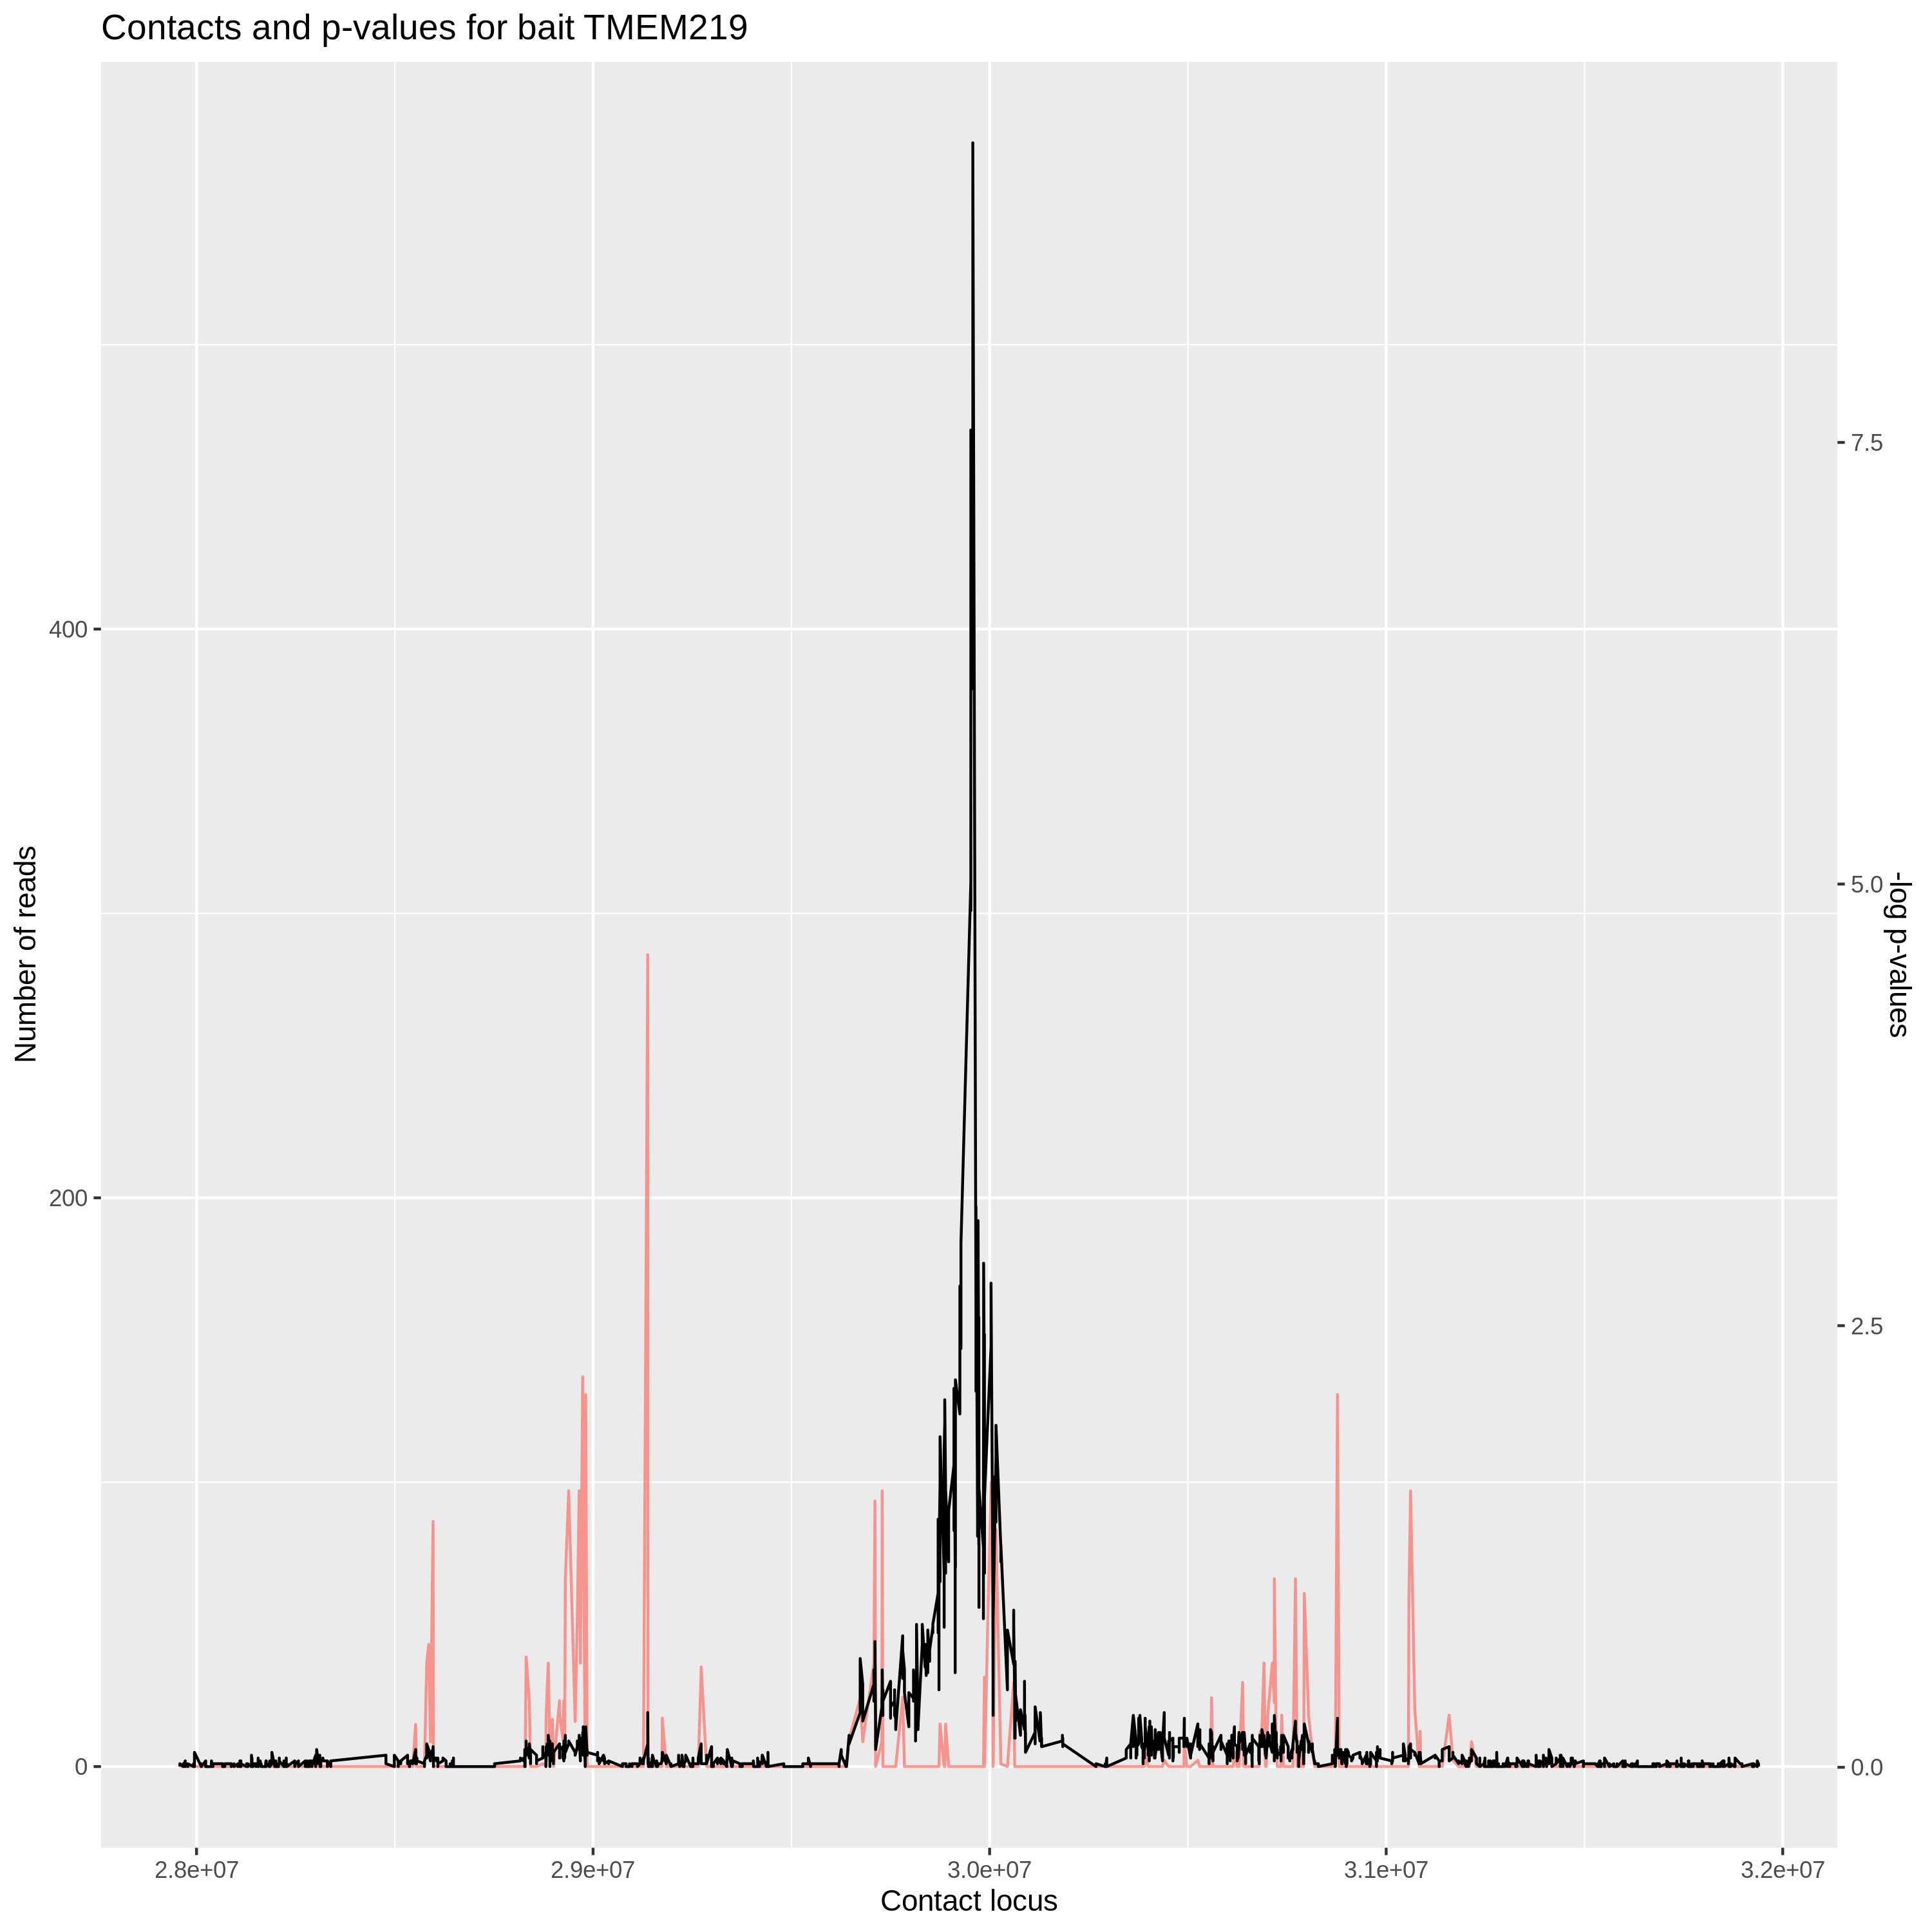 Contacts and p-values for bait TMEM219
Number of reads
400
200
0
7.5
5.0
2.5
0.0
-log p-values
2.8e+07
2.9e+07
3.0e+07
3.1e+07
3.2e+07
Contact locus